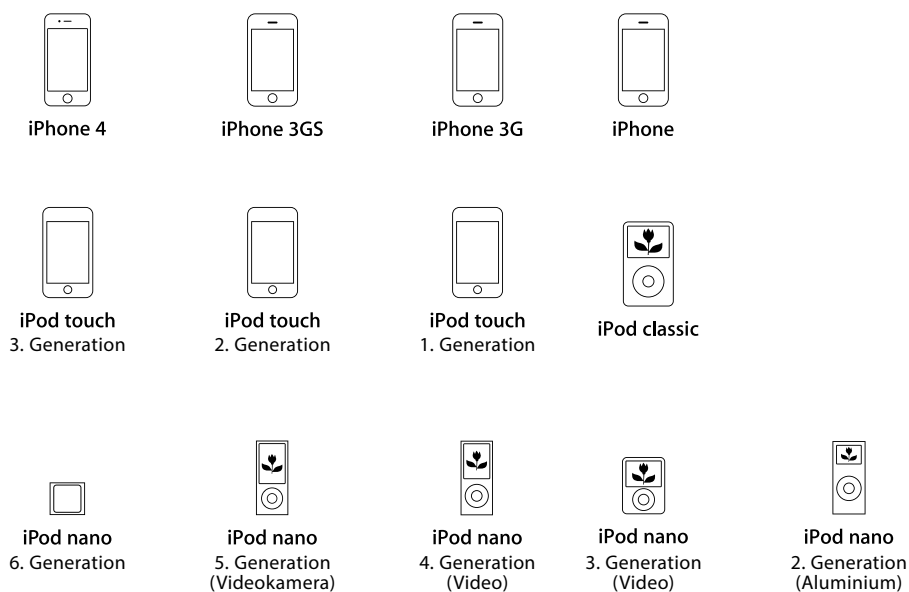 iPhone 4
iPhone 3GS
iPhone 3G
iPhone
iPod touch
3. Generation
iPod touch
2. Generation
iPod touch
1. Generation
iPod classic
iPod nano
6. Generation
iPod nano
5. Generation
(Videokamera)
iPod nano
4. Generation
(Video)
iPod nano
3. Generation
(Video)
iPod nano
2. Generation
(Aluminium)